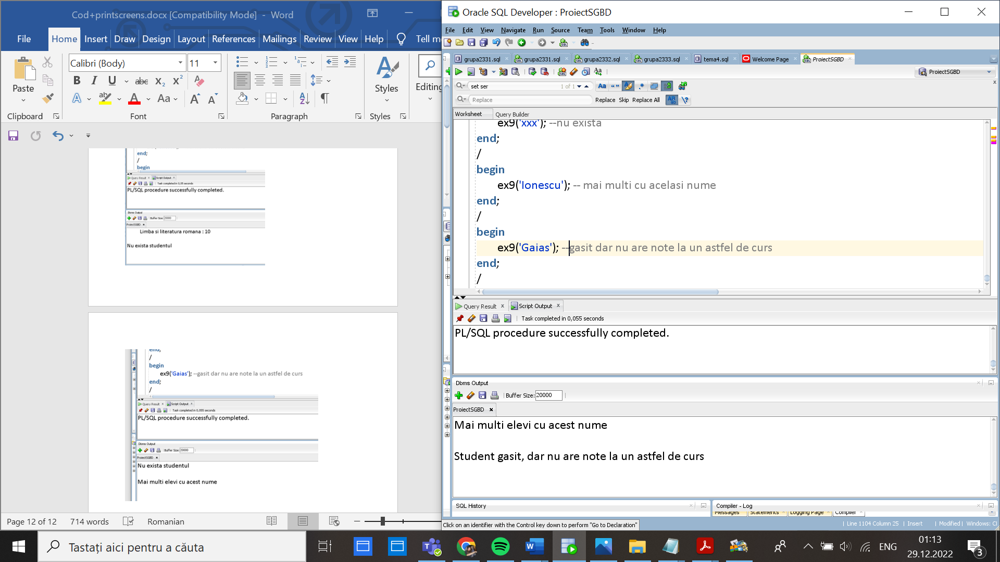 Cod+printscreens.docx [Compatibility Mode] - Word
File Home Insert Draw Design Layout References Mailings Review View Help Tell m
Calibri (Body) 11
Paste
B I U abc X₂ X²
A ab A Aa A A
Styles
Editing
Clipboard Font Paragraph Styles
end;
/
begin
Query Result Script Output
Task completed in 0,05 seconds
PL/SQL procedure successfully completed.
Dbms Output
Buffer Size: 20000
ProiectSGBD
Limba si literatura romana : 10
Nu exista studentul
end;
/
begin
ex9('Gaias'); --gasit dar nu are note la un astfel de curs
end;
/
Query Result Script Output
Task completed in 0,055 seconds
PL/SQL procedure successfully completed.
Dbms Output
Buffer Size: 20000
ProiectSGBD
Nu exista studentul
Mai multi elevi cu acest nume
Page 12 of 12 714 words Romanian
Oracle SQL Developer : ProiectSGBD
File Edit View Navigate Run Source Team Tools Window Help
grupa2331.sql grupa2331.sql grupa2332.sql grupa2333.sql tema4.sql Welcome Page ProiectSGBD
ProiectSGBD
set ser 1 of 1
Replace Replace Skip Replace All
Worksheet Query Builder
ex9('xxx'); --nu exista
end;
/
begin
ex9('Ionescu'); -- mai multi cu acelasi nume
end;
/
begin
ex9('Gaias'); --gasit dar nu are note la un astfel de curs
end;
/
Query Result Script Output
Task completed in 0,055 seconds
PL/SQL procedure successfully completed.
Dbms Output
Buffer Size: 20000
ProiectSGBD
Mai multi elevi cu acest nume
Student gasit, dar nu are note la un astfel de curs
SQL History Compiler - Log
Messages Statements Logging Page Compiler
Click on an identifier with the Control key down to perform "Go to Declaration"
Line 1104 Column 25 Insert Modified Windows: Cl
Tastați aici pentru a căuta
ENG
01:13
29.12.2022
3